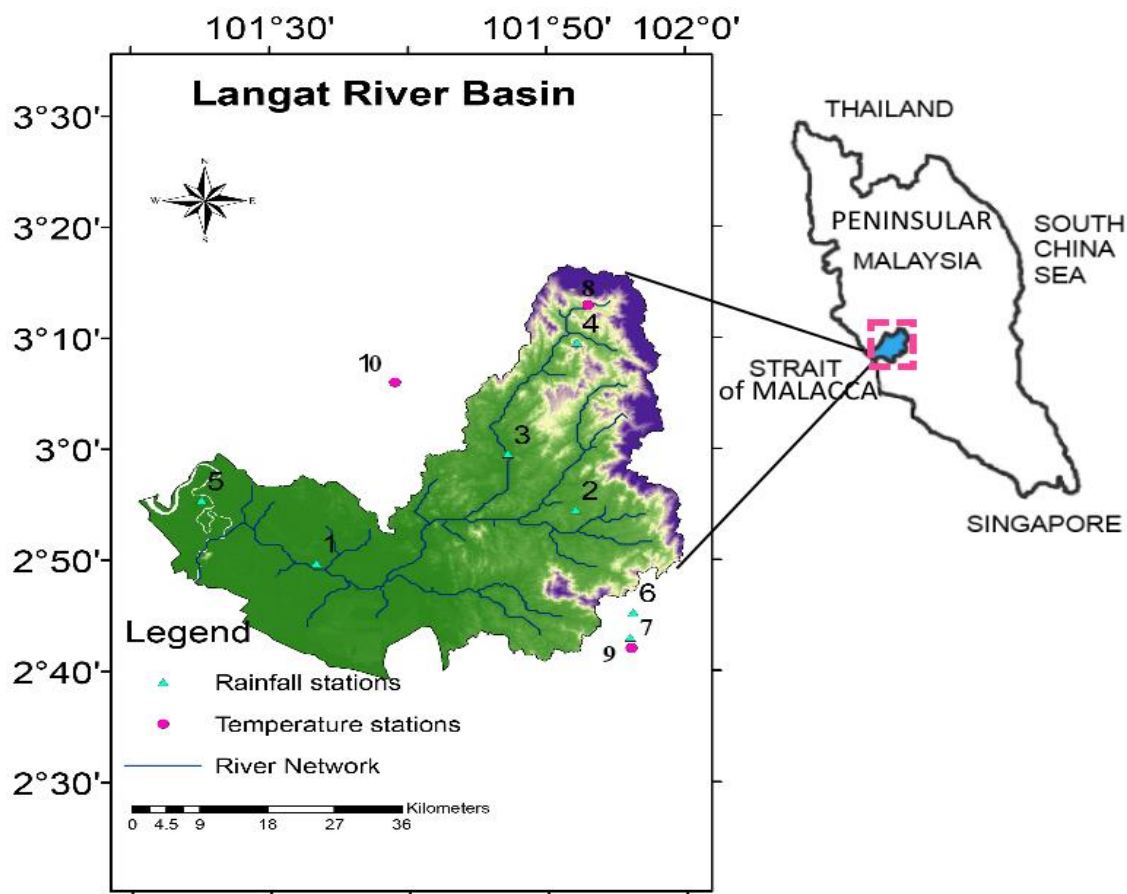 101°30' 101°50' 102°0'
Langat River Basin
3°30'
3°20'
3°10'
3°0'
2°50'
2°40'
2°30'
N
W E
S
8
4
10
3
5
2
1
6
7
9
Legend
Rainfall stations
Temperature stations
River Network
Kilometers
0 4.5 9 18 27 36
THAILAND
PENINSULAR
MALAYSIA
SOUTH
CHINA
SEA
STRAIT
of MALACCA
SINGAPORE